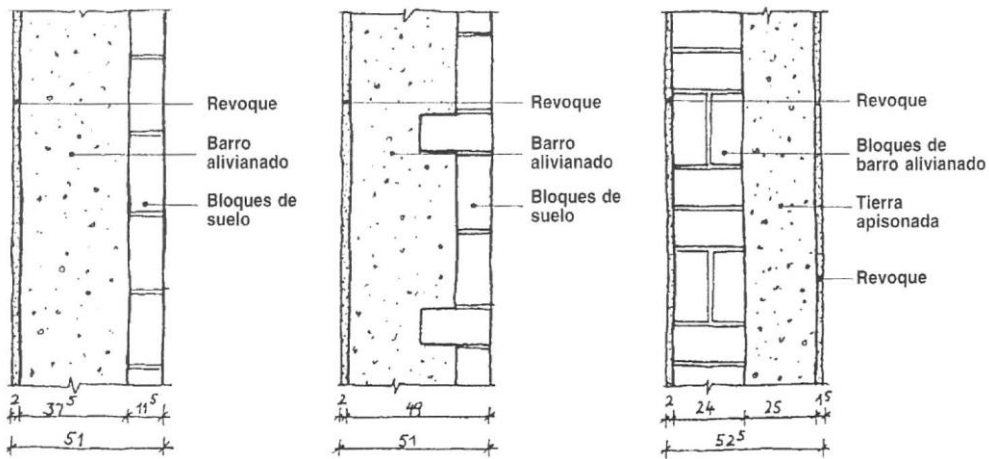 Revoque
Barro
alivianado
Bloques de
suelo
2 37⁵ 11⁵
51
Revoque
Barro
alivianado
Bloques de
suelo
2 49
51
Revoque
Bloques de
barro alivianado
Tierra
apisonada
Revoque
2 24 25 1⁵
52⁵